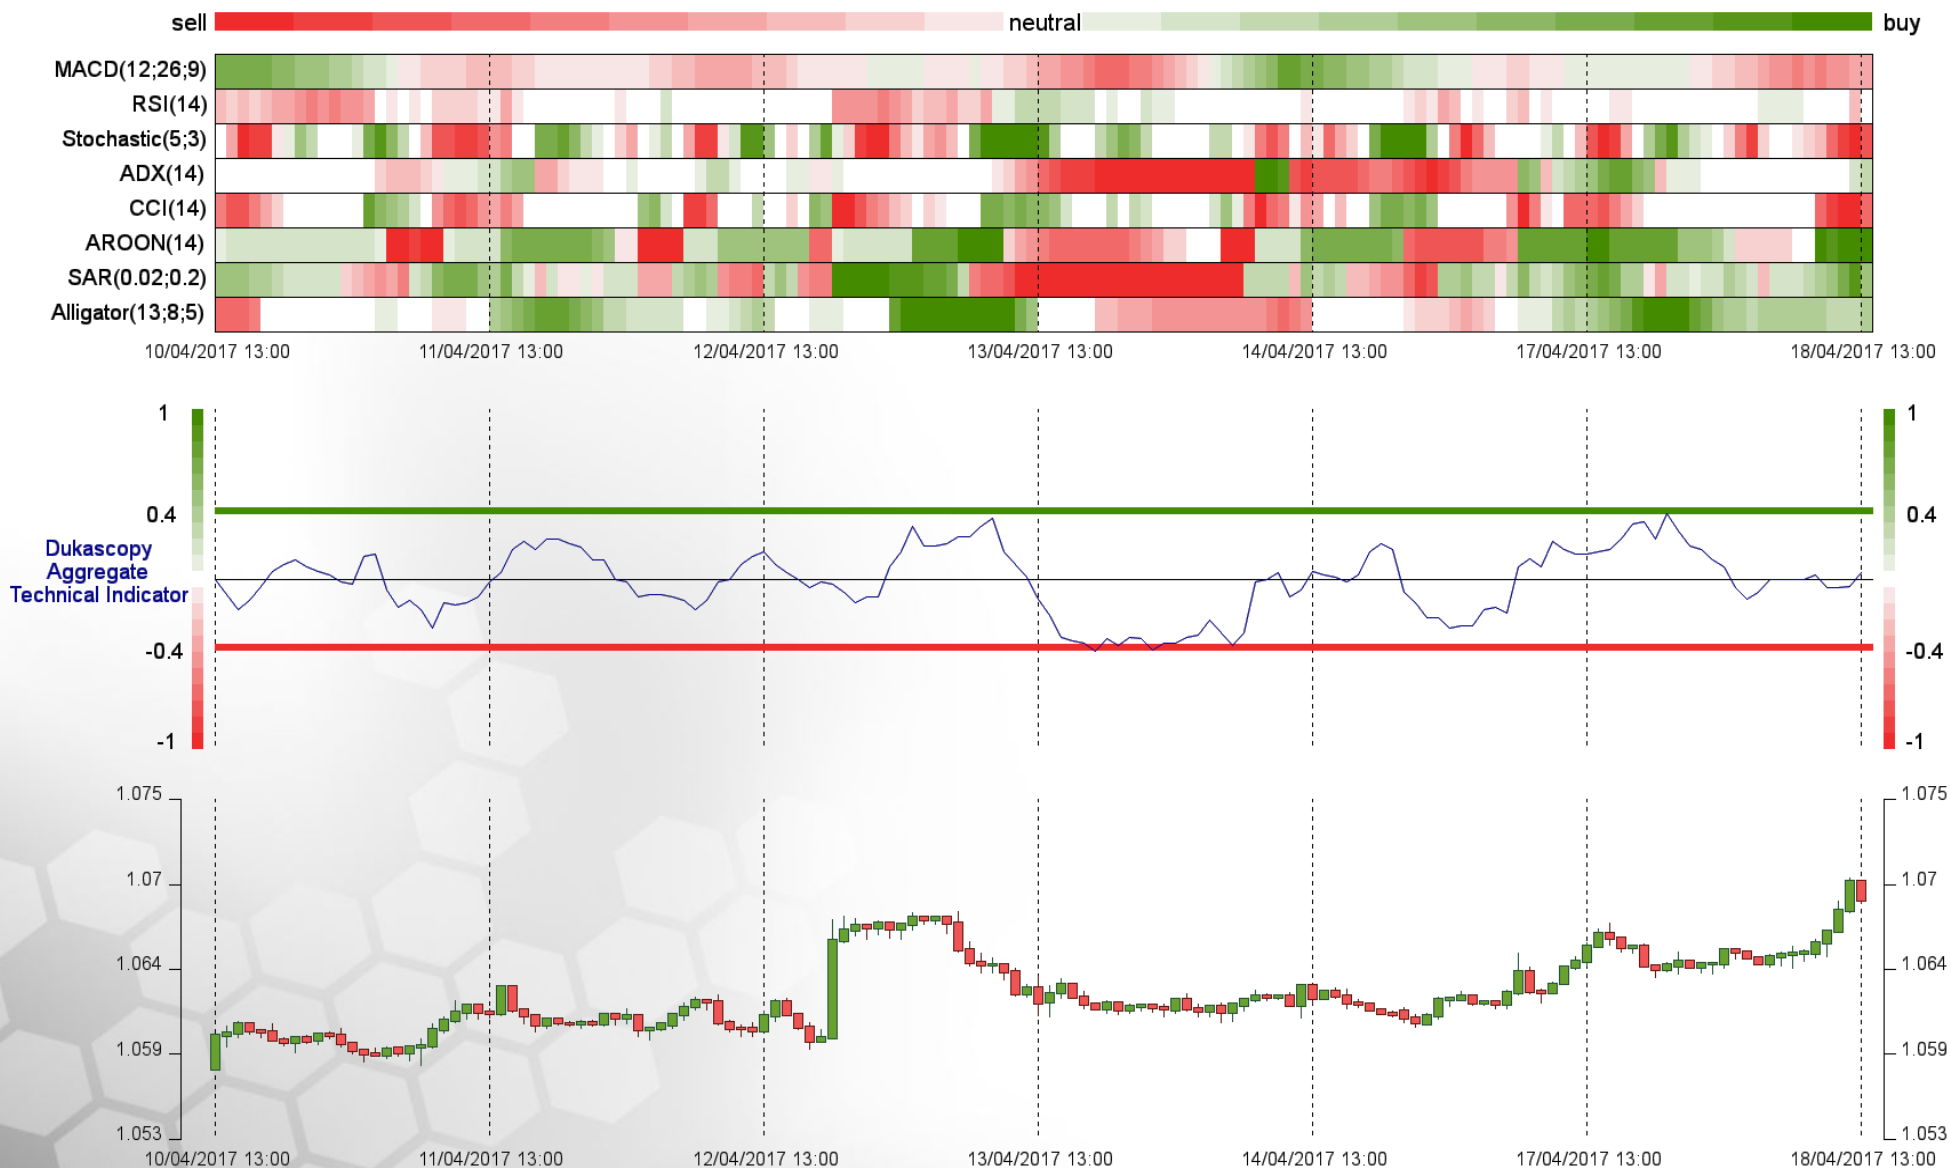 sell neutral buy
MACD(12;26;9)
RSI(14)
Stochastic(5;3)
ADX(14)
CCI(14)
AROON(14)
SAR(0.02;0.2)
Alligator(13;8;5)
10/04/2017 13:00 11/04/2017 13:00 12/04/2017 13:00 13/04/2017 13:00 14/04/2017 13:00 17/04/2017 13:00 18/04/2017 13:00
1 1
0.4 0.4
Dukascopy
Aggregate
Technical Indicator
-0.4 -0.4
-1 -1
1.075 1.075
1.07 1.07
1.064 1.064
1.059 1.059
1.053 1.053
10/04/2017 13:00 11/04/2017 13:00 12/04/2017 13:00 13/04/2017 13:00 14/04/2017 13:00 17/04/2017 13:00 18/04/2017 13:00